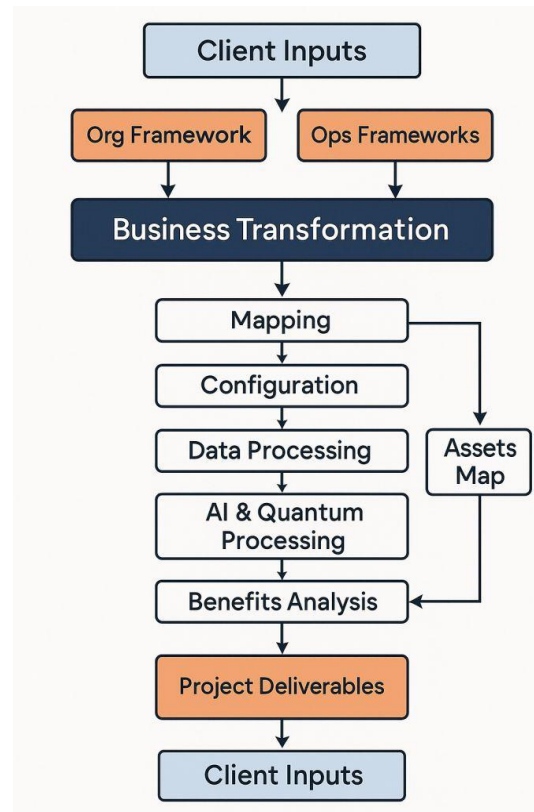 Client Inputs
Org Framework
Ops Frameworks
Business Transformation
Mapping
Configuration
Data Processing
Assets
Map
AI & Quantum
Processing
Benefits Analysis
Project Deliverables
Client Inputs